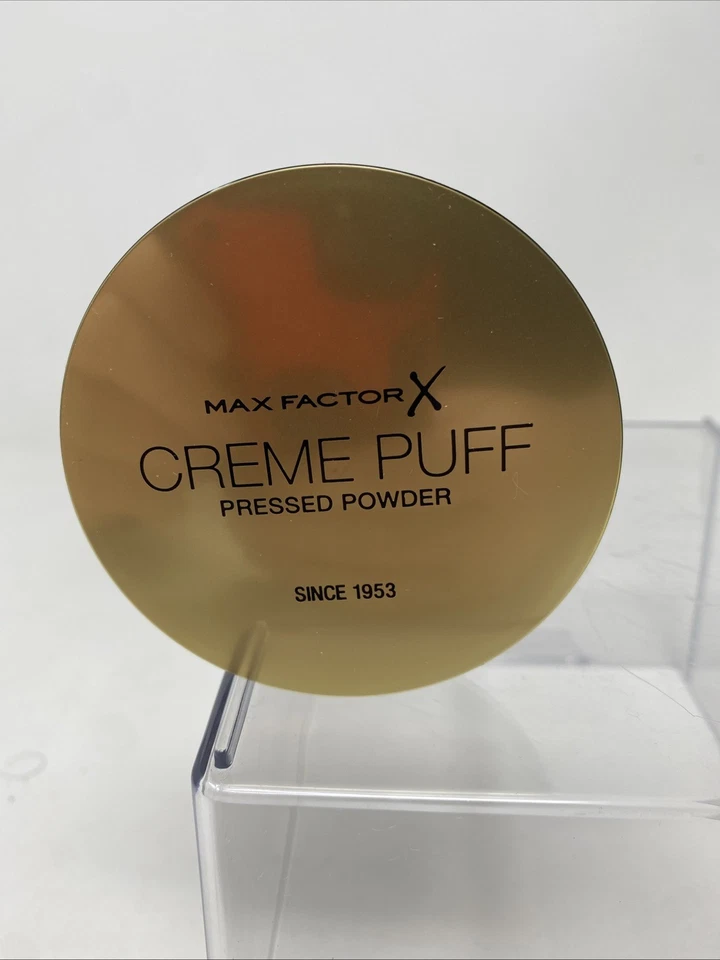 MAX FACTOR X
CREME PUFF
PRESSED POWDER
SINCE 1953